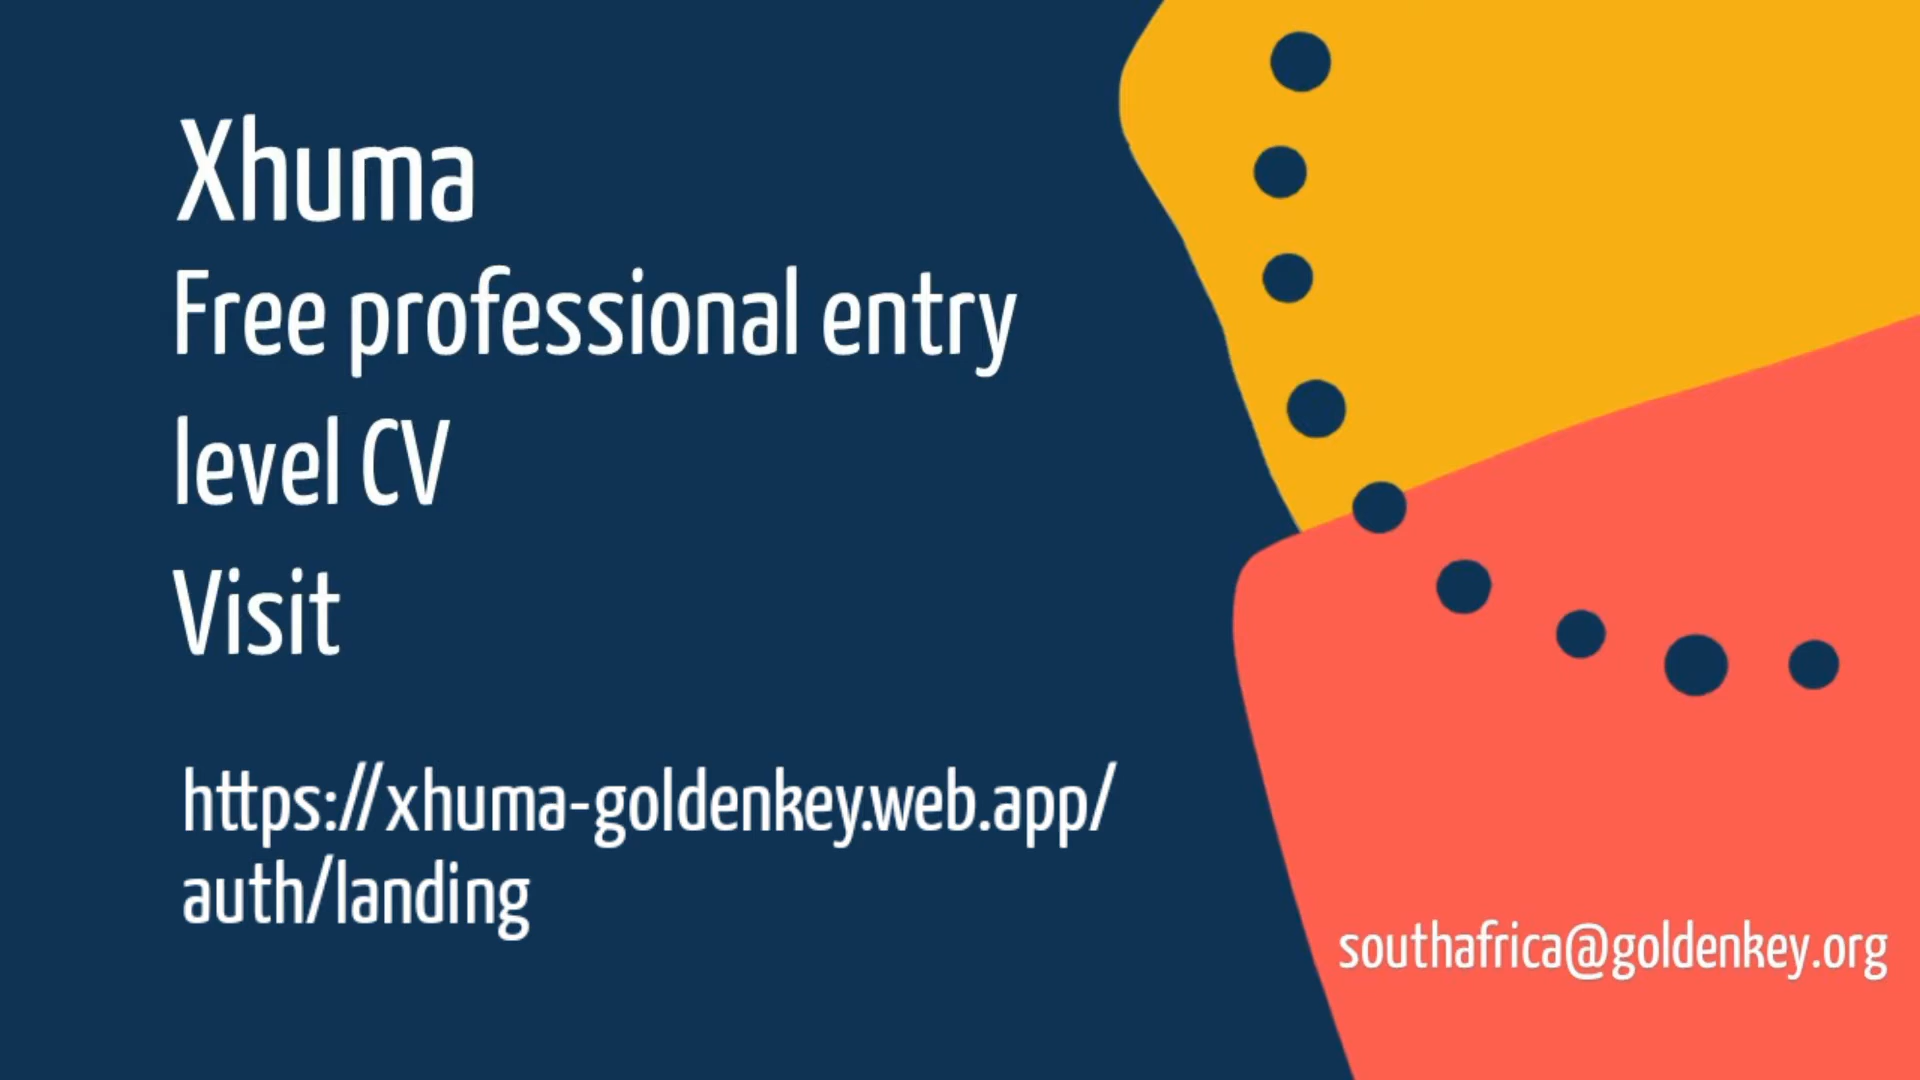 Xhuma
Free professional entry
level CV
Visit
https://xhuma-goldenkey.web.app/
auth/landing
southafrica@goldenkey.org